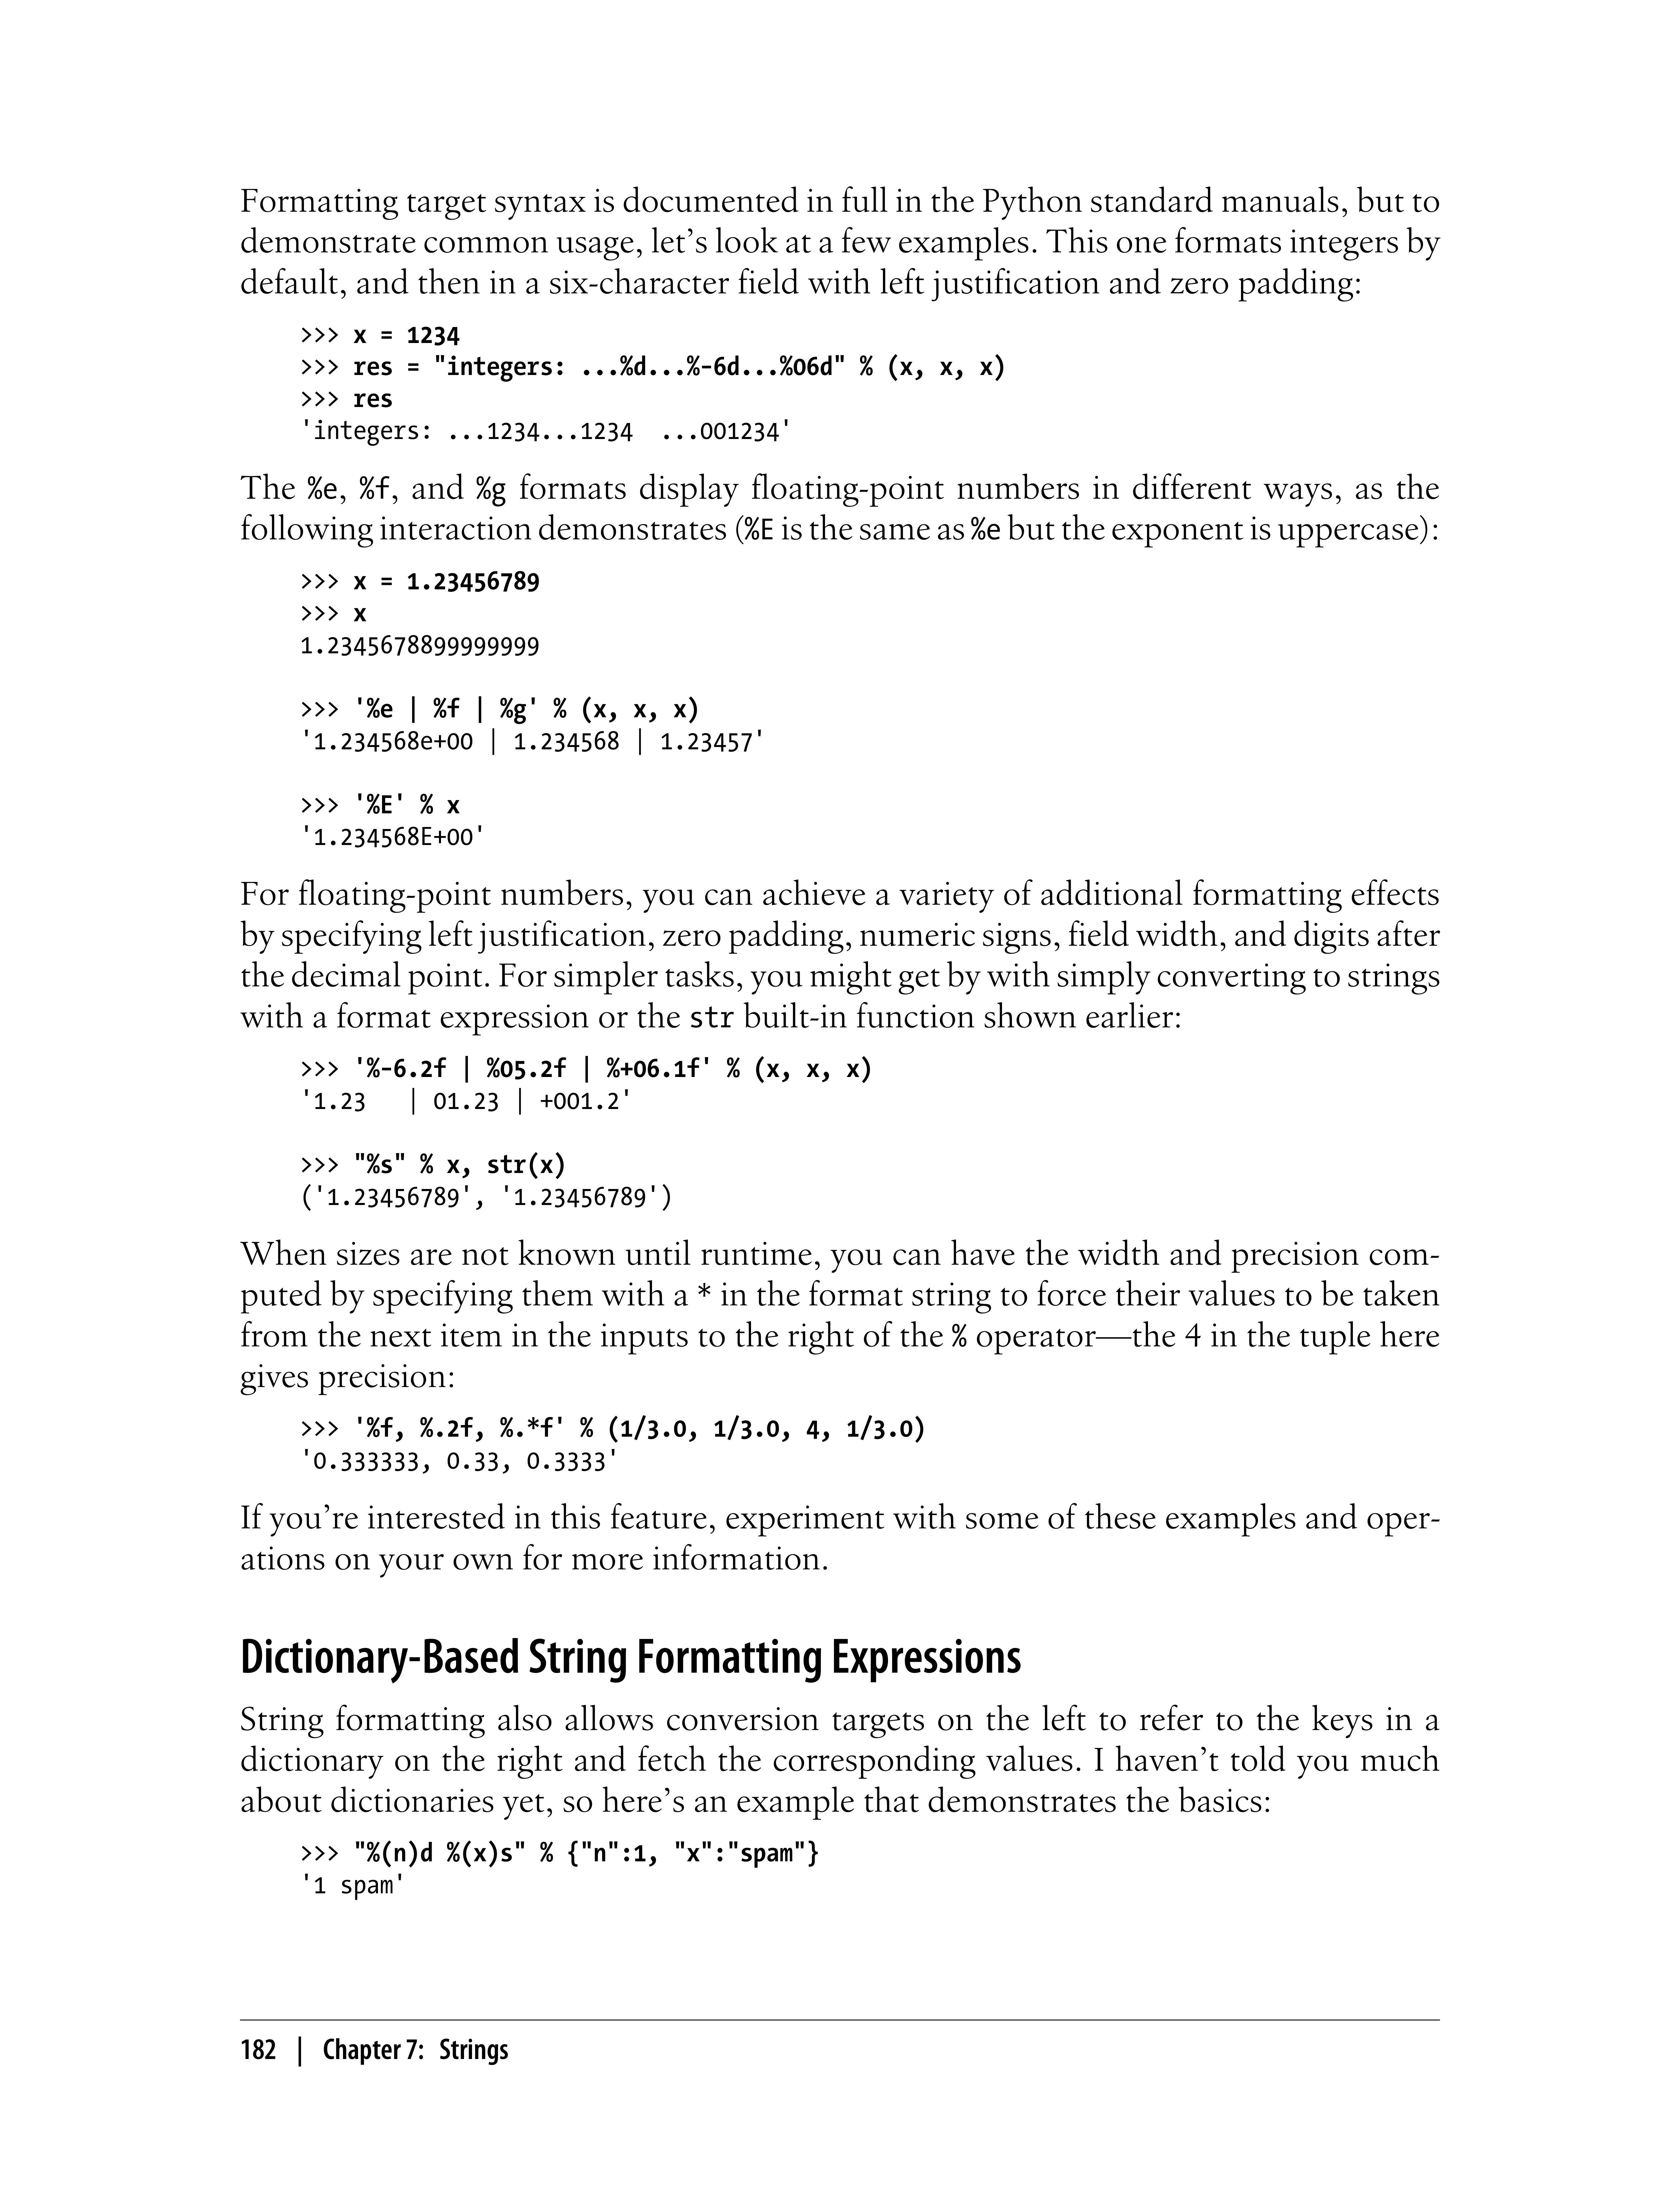 Formatting target syntax is documented in full in the Python standard manuals, but to
demonstrate common usage, let’s look at a few examples. This one formats integers by
default, and then in a six-character field with left justification and zero padding:
>>> x = 1234
>>> res = "integers: ...%d...%-6d...%06d" % (x, x, x)
>>> res
'integers: ...1234...1234  ...001234'
The %e, %f, and %g formats display floating-point numbers in different ways, as the
following interaction demonstrates (%E is the same as %e but the exponent is uppercase):
>>> x = 1.23456789
>>> x
1.2345678899999999
>>> '%e | %f | %g' % (x, x, x)
'1.234568e+00 | 1.234568 | 1.23457'
>>> '%E' % x
'1.234568E+00'
For floating-point numbers, you can achieve a variety of additional formatting effects
by specifying left justification, zero padding, numeric signs, field width, and digits after
the decimal point. For simpler tasks, you might get by with simply converting to strings
with a format expression or the str built-in function shown earlier:
>>> '%-6.2f | %05.2f | %+06.1f' % (x, x, x)
'1.23   | 01.23 | +001.2'
>>> "%s" % x, str(x)
('1.23456789', '1.23456789')
When sizes are not known until runtime, you can have the width and precision com-
puted by specifying them with a * in the format string to force their values to be taken
from the next item in the inputs to the right of the % operator—the 4 in the tuple here
gives precision:
>>> '%f, %.2f, %.*f' % (1/3.0, 1/3.0, 4, 1/3.0)
'0.333333, 0.33, 0.3333'
If you’re interested in this feature, experiment with some of these examples and oper-
ations on your own for more information.
Dictionary-Based String Formatting Expressions
String formatting also allows conversion targets on the left to refer to the keys in a
dictionary on the right and fetch the corresponding values. I haven’t told you much
about dictionaries yet, so here’s an example that demonstrates the basics:
>>> "%(n)d %(x)s" % {"n":1, "x":"spam"}
'1 spam'
182 | Chapter 7: Strings